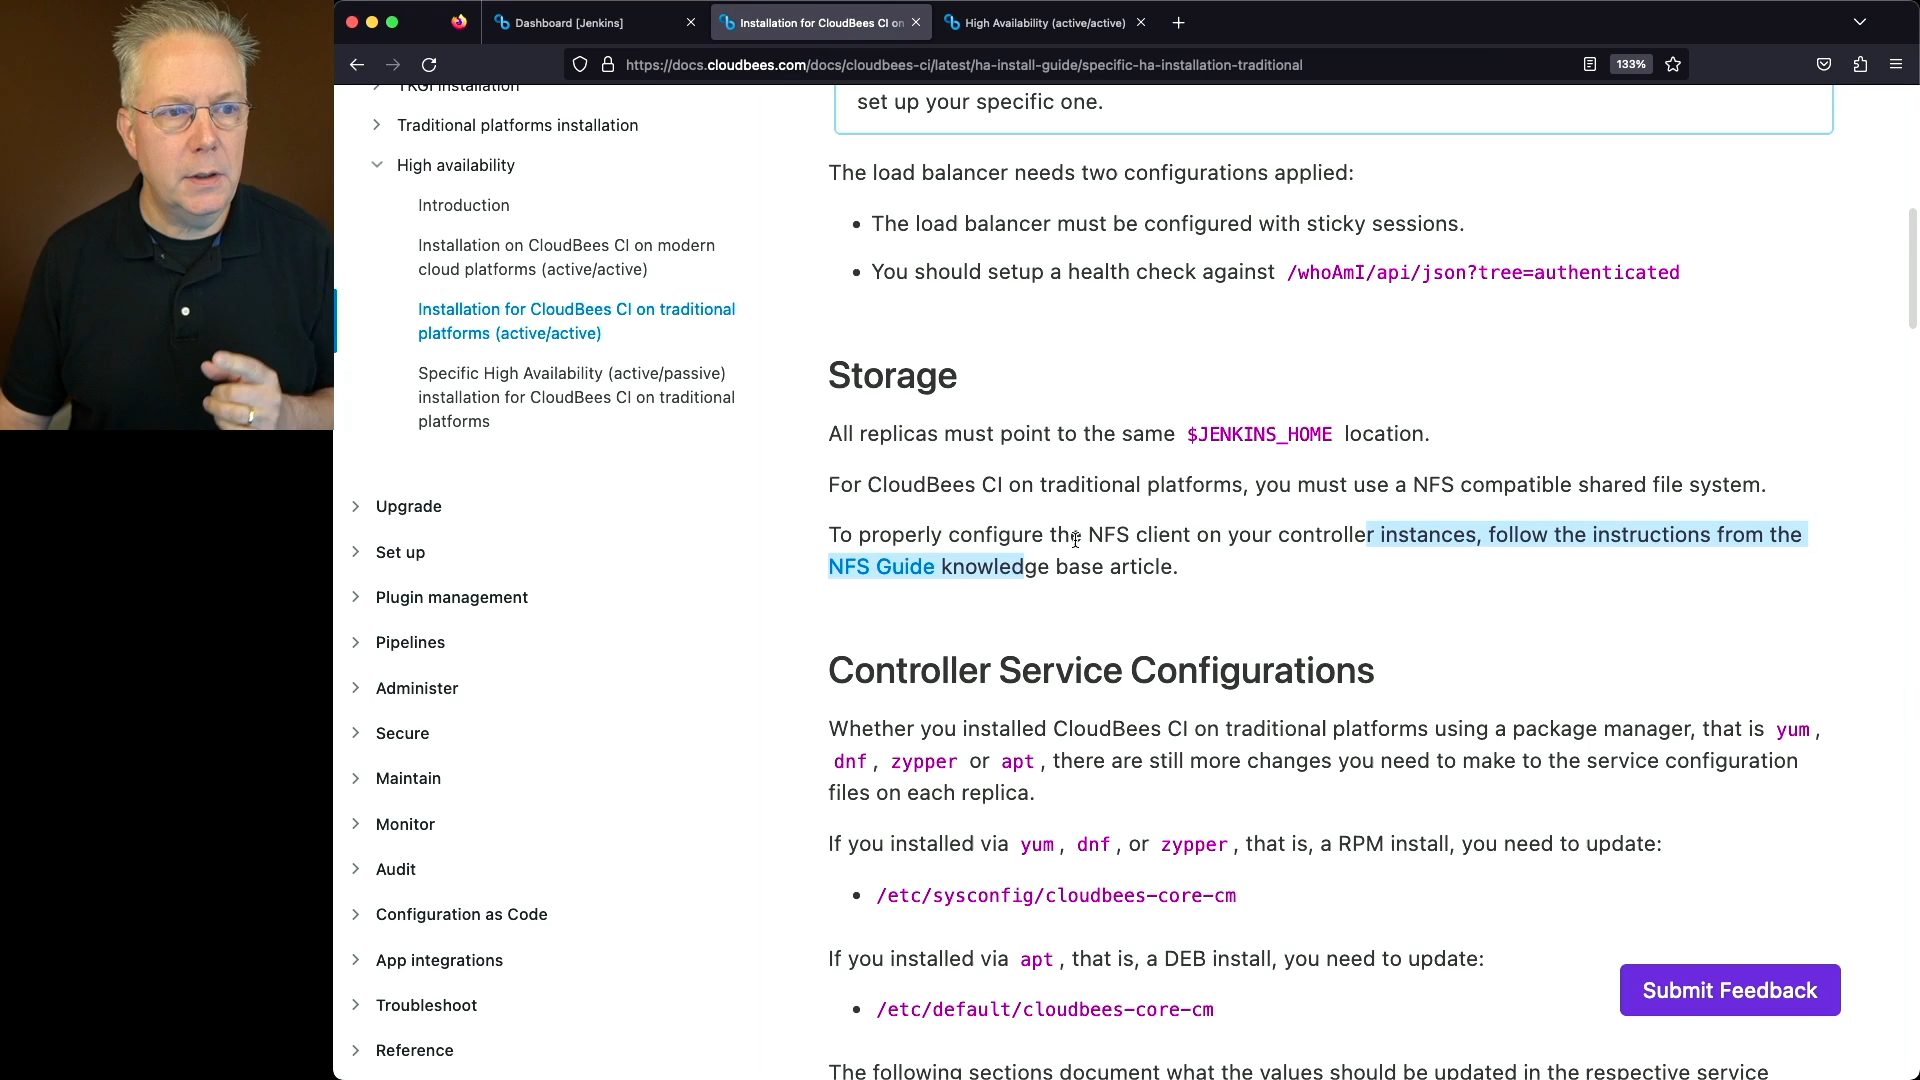 Dashboard [Jenkins]
Installation for CloudBees CI on
High Availability (active/active)
https://docs.cloudbees.com/docs/cloudbees-ci/latest/ha-install-guide/specific-ha-installation-traditional
133%
TKGI installation
Traditional platforms installation
High availability
Introduction
Installation on CloudBees CI on modern
cloud platforms (active/active)
Installation for CloudBees CI on traditional
platforms (active/active)
Specific High Availability (active/passive)
installation for CloudBees CI on traditional
platforms
Upgrade
Set up
Plugin management
Pipelines
Administer
Secure
Maintain
Monitor
Audit
Configuration as Code
App integrations
Troubleshoot
Reference
set up your specific one.
The load balancer needs two configurations applied:
• The load balancer must be configured with sticky sessions.
• You should setup a health check against /whoAmI/api/json?tree=authenticated
Storage
All replicas must point to the same $JENKINS_HOME location.
For CloudBees CI on traditional platforms, you must use a NFS compatible shared file system.
To properly configure the NFS client on your controller instances, follow the instructions from the
NFS Guide knowledge base article.
Controller Service Configurations
Whether you installed CloudBees CI on traditional platforms using a package manager, that is yum,
dnf, zypper or apt, there are still more changes you need to make to the service configuration
files on each replica.
If you installed via yum, dnf, or zypper, that is, a RPM install, you need to update:
• /etc/sysconfig/cloudbees-core-cm
If you installed via apt, that is, a DEB install, you need to update:
• /etc/default/cloudbees-core-cm
The following sections document what the values should be updated in the respective service
Submit Feedback